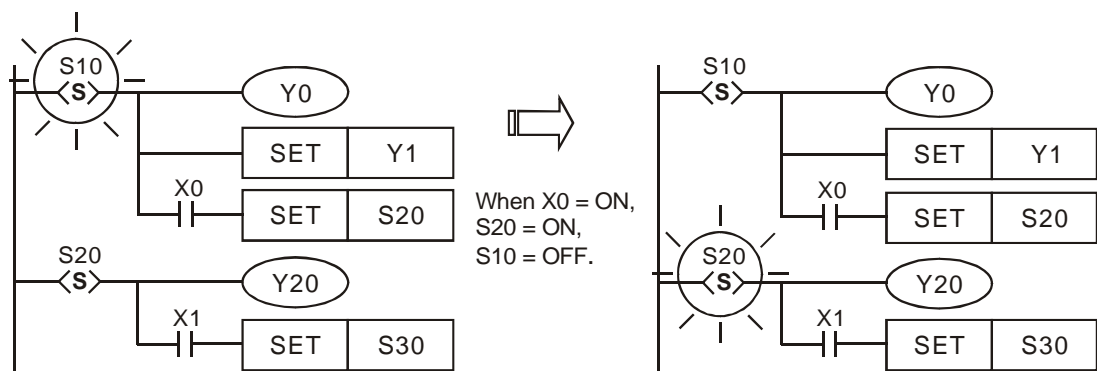 S10
S
Y0
SET Y1
X0
SET S20
S20
S
Y20
X1
SET S30
When X0 = ON,
S20 = ON,
S10 = OFF.
S10
S
Y0
SET Y1
X0
SET S20
S20
S
Y20
X1
SET S30